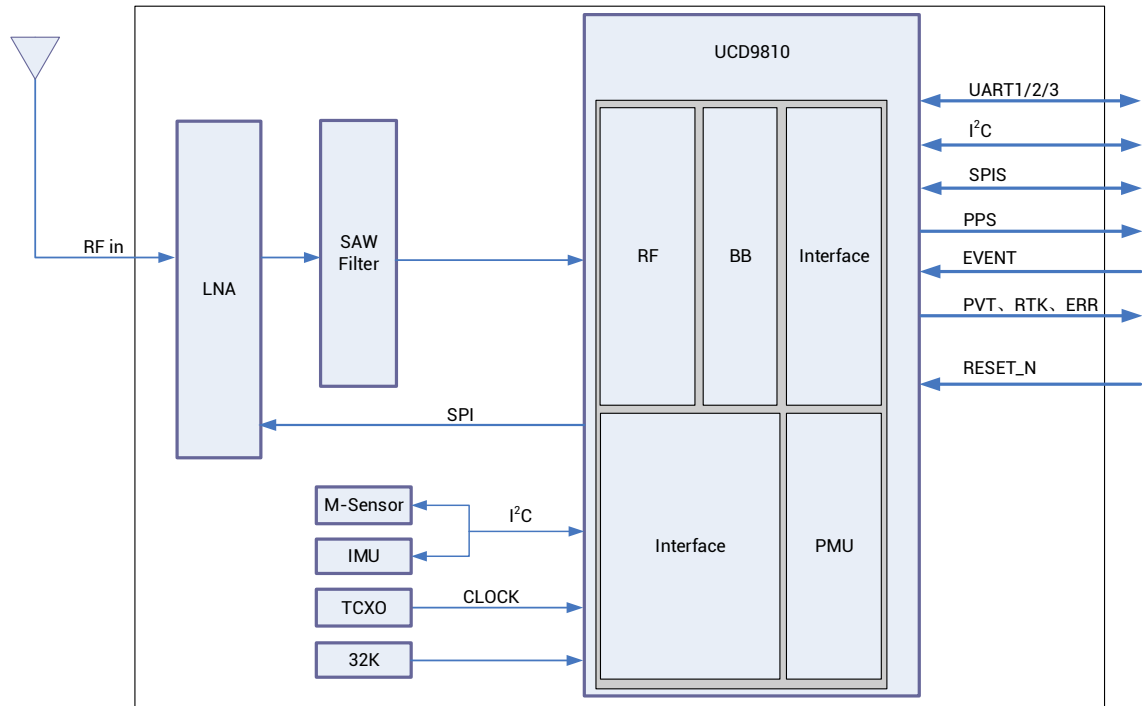 UCD9810
UART1/2/3
I²C
SPIS
PPS
EVENT
PVT、RTK、ERR
RESET_N
RF in
LNA
SAW
Filter
RF
BB
Interface
SPI
M-Sensor
I²C
IMU
TCXO
CLOCK
32K
Interface
PMU